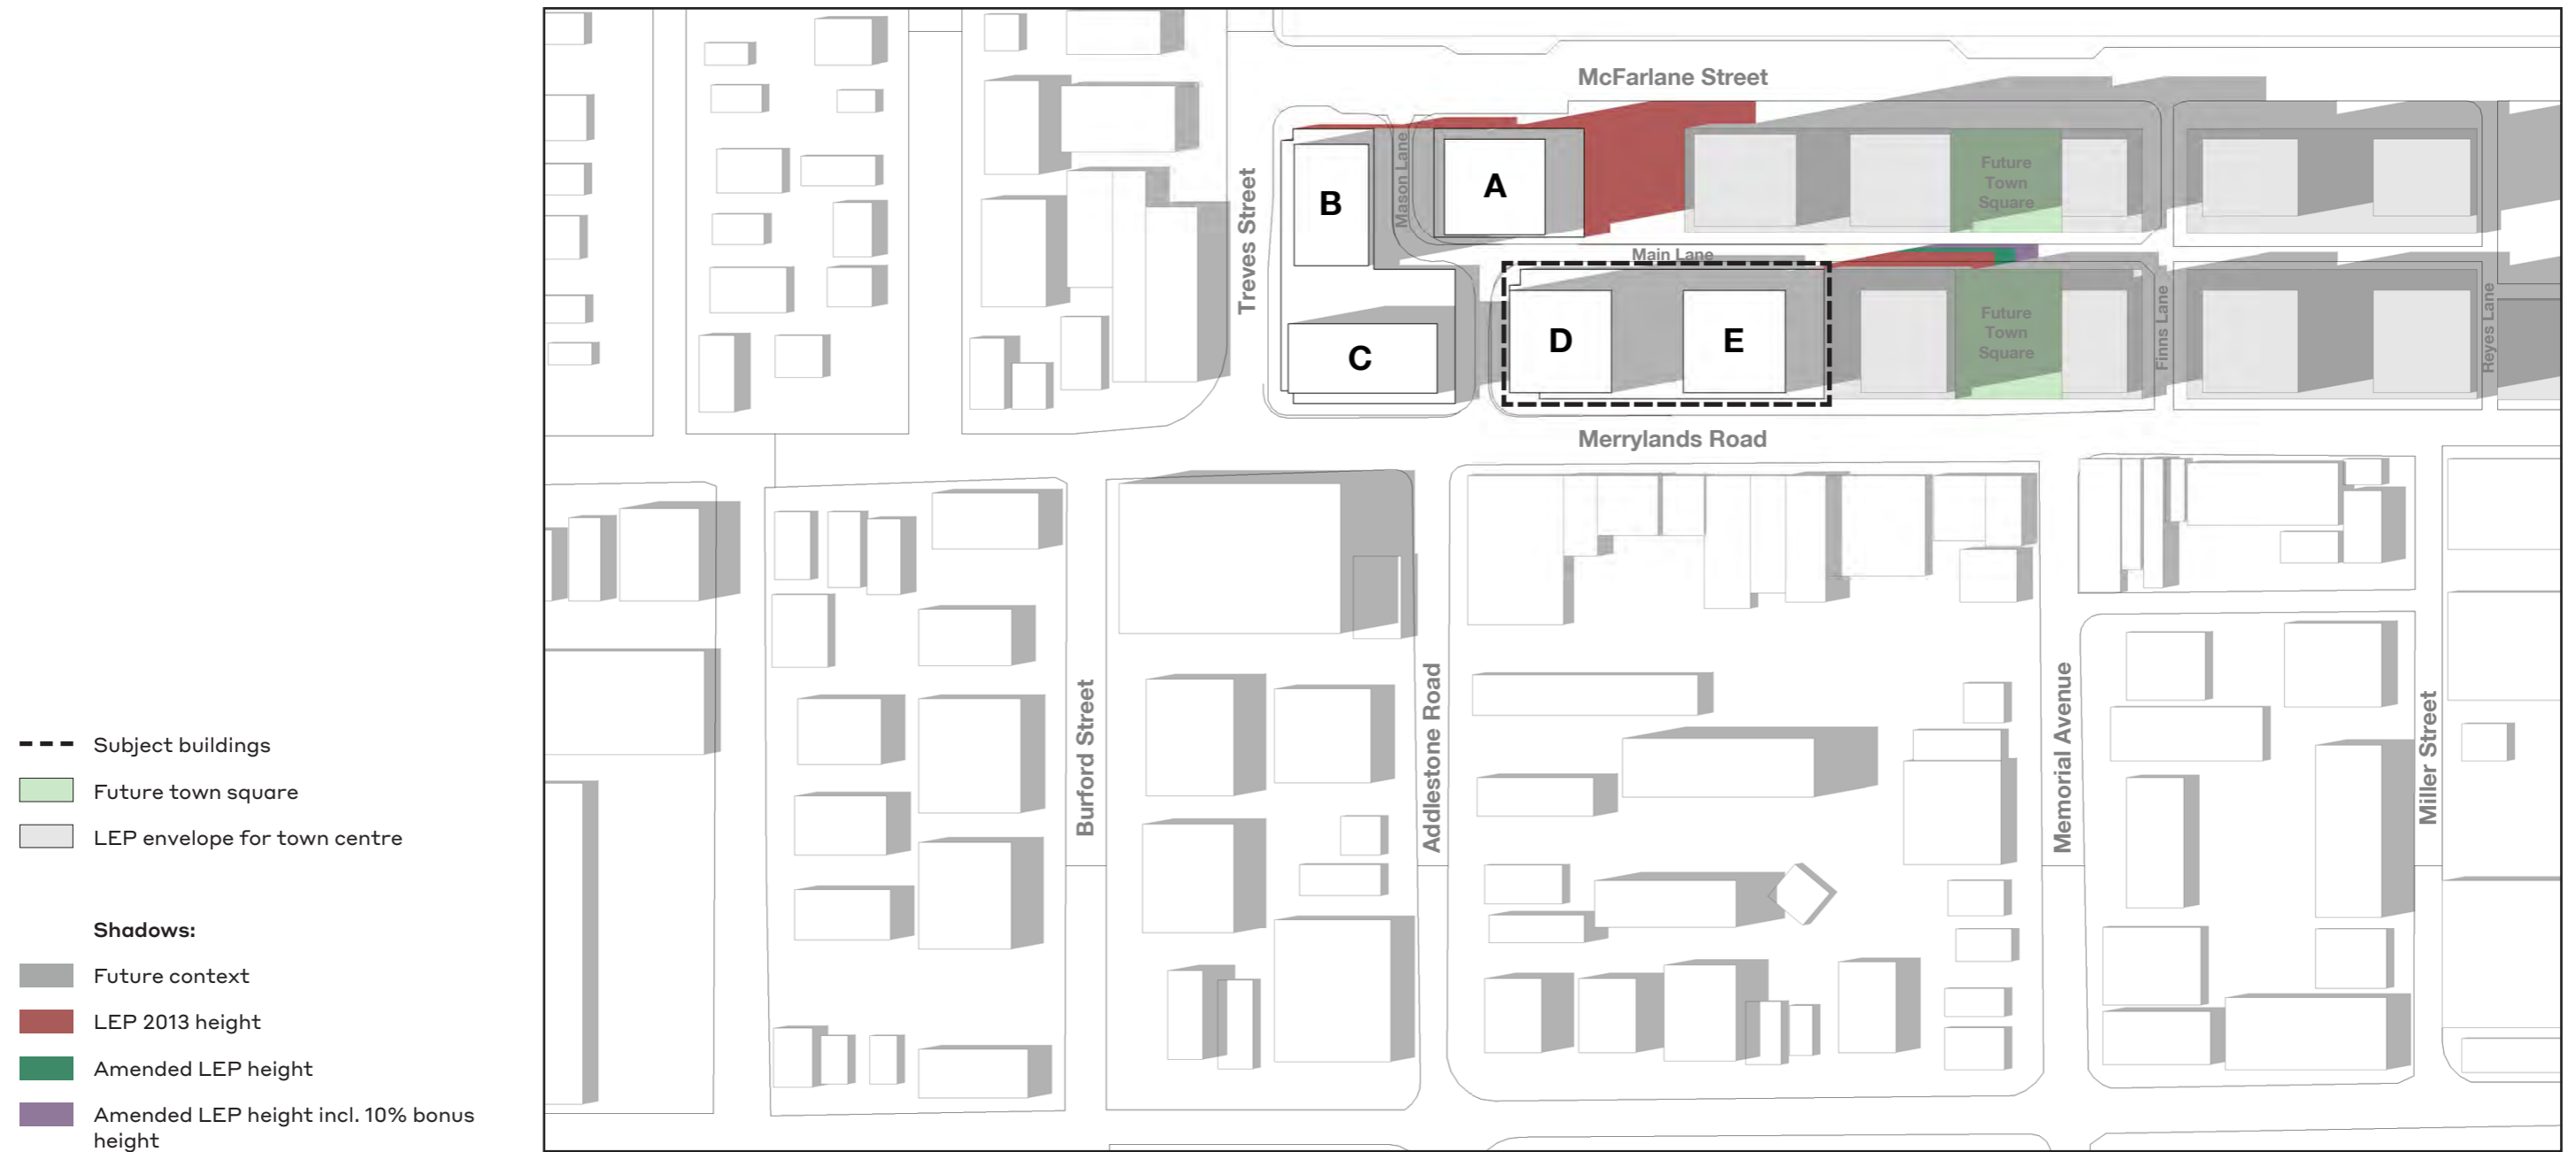 McFarlane Street
Mason Lane
B
A
Future
Town
Square
Treves Street
Main Lane
D
E
C
Future
Town
Square
Finns Lane
Reyes Lane
Merrylands Road
Burford Street
Addlestone Road
Memorial Avenue
Miller Street
Subject buildings
Future town square
LEP envelope for town centre
Shadows:
Future context
LEP 2013 height
Amended LEP height
Amended LEP height incl. 10% bonus
height